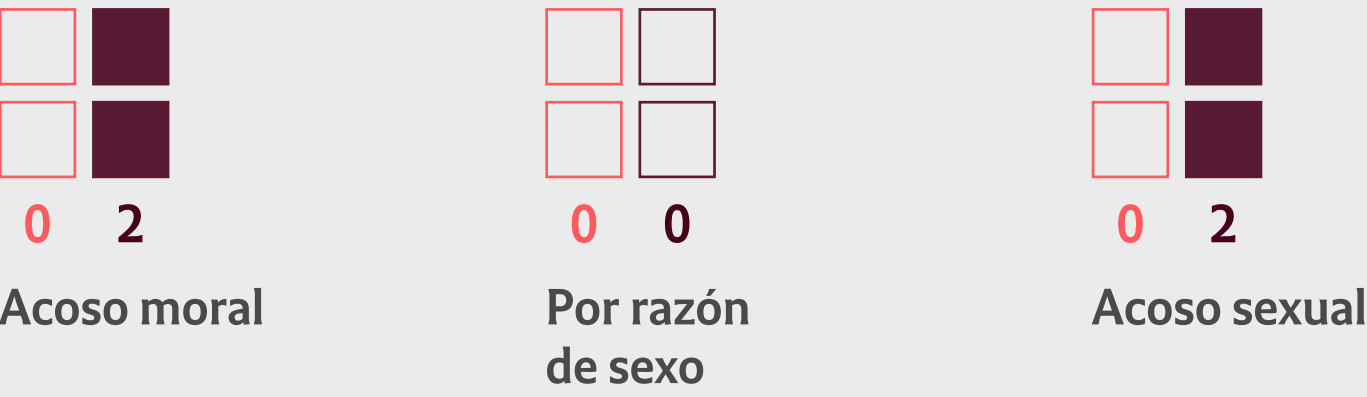 0 2
Acoso moral
0 0
Por razón
de sexo
0 2
Acoso sexual